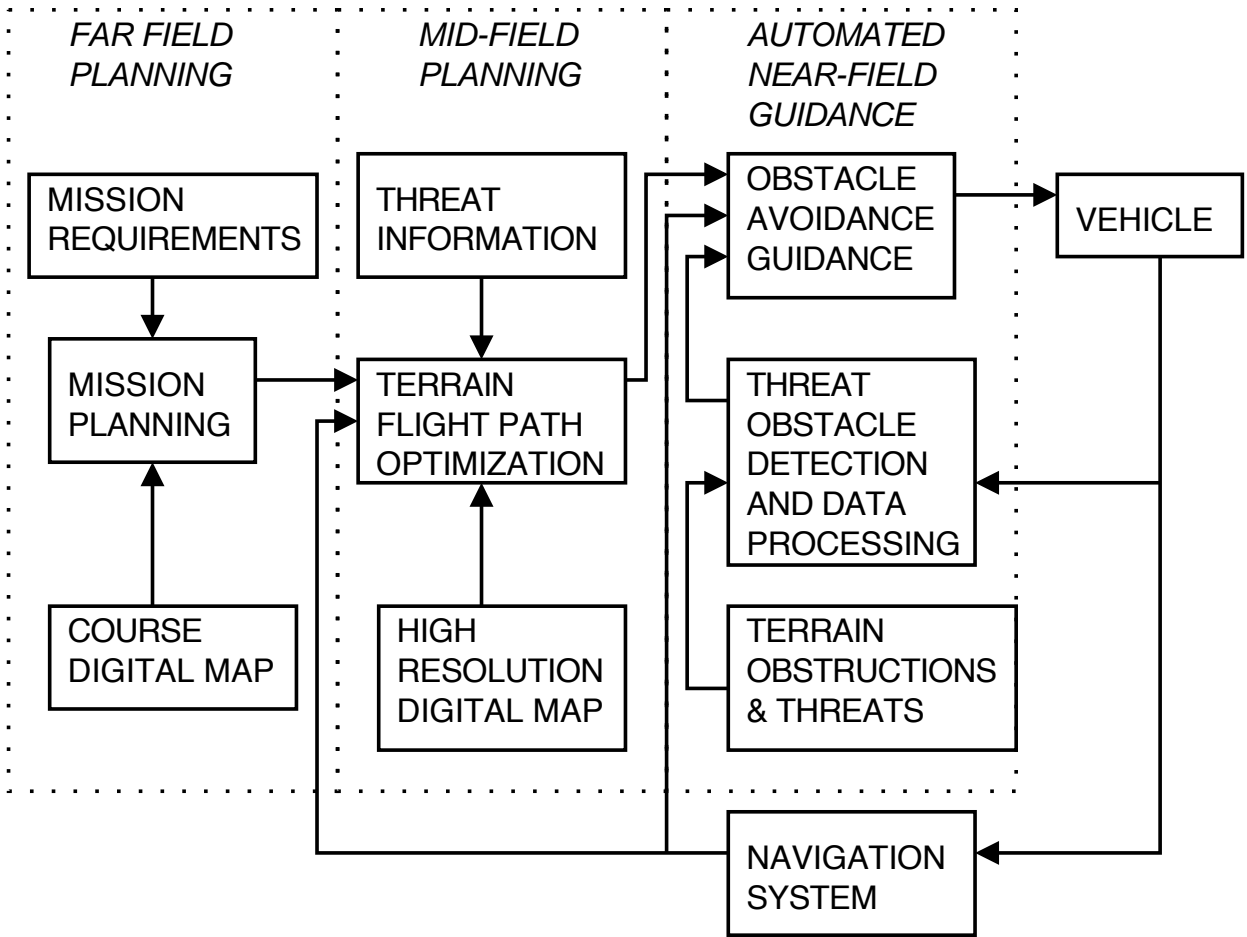 FAR FIELD
PLANNING
MID-FIELD
PLANNING
AUTOMATED
NEAR-FIELD
GUIDANCE
MISSION
REQUIREMENTS
THREAT
INFORMATION
OBSTACLE
AVOIDANCE
GUIDANCE
VEHICLE
MISSION
PLANNING
TERRAIN
FLIGHT PATH
OPTIMIZATION
THREAT
OBSTACLE
DETECTION
AND DATA
PROCESSING
COURSE
DIGITAL MAP
HIGH
RESOLUTION
DIGITAL MAP
TERRAIN
OBSTRUCTIONS
& THREATS
NAVIGATION
SYSTEM